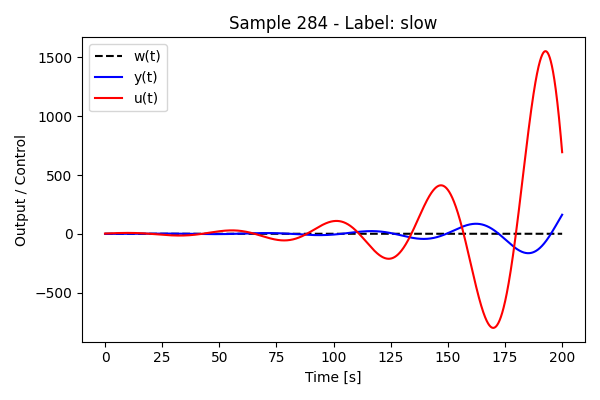 Sample 284 - Label: slow
w(t)
y(t)
u(t)
Output / Control
1500
1000
500
0
−500
0 25 50 75 100 125 150 175 200
Time [s]